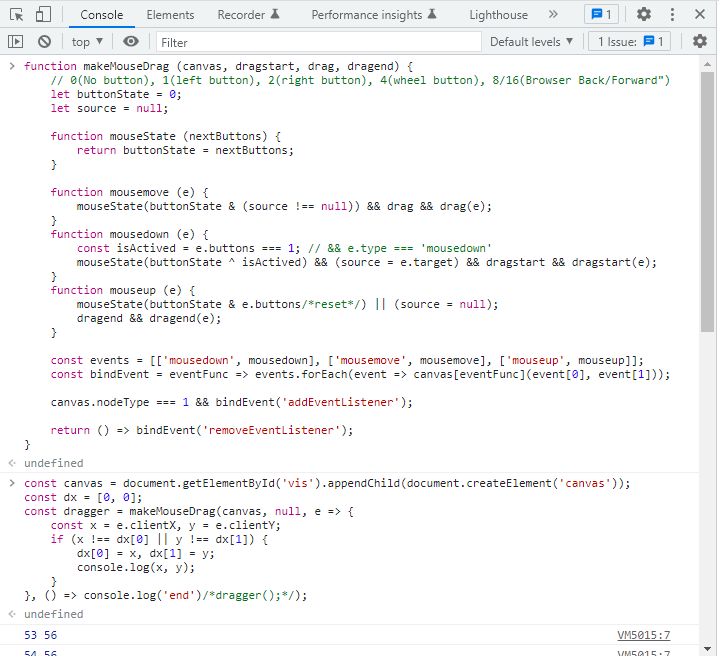 Console Elements Recorder Performance insights Lighthouse » 1
top ▼ Filter Default levels ▼ 1 Issue: 1
> function makeMouseDrag (canvas, dragstart, drag, dragend) {
    // 0(No button), 1(left button), 2(right button), 4(wheel button), 8/16(Browser Back/Forward")
    let buttonState = 0;
    let source = null;

    function mouseState (nextButtons) {
        return buttonState = nextButtons;
    }

    function mousemove (e) {
        mouseState(buttonState & (source !== null)) && drag && drag(e);
    }
    function mousedown (e) {
        const isActived = e.buttons === 1; // && e.type === 'mousedown'
        mouseState(buttonState ^ isActived) && (source = e.target) && dragstart && dragstart(e);
    }
    function mouseup (e) {
        mouseState(buttonState & e.buttons/*reset*/) || (source = null);
        dragend && dragend(e);
    }

    const events = [['mousedown', mousedown], ['mousemove', mousemove], ['mouseup', mouseup]];
    const bindEvent = eventFunc => events.forEach(event => canvas[eventFunc](event[0], event[1]));

    canvas.nodeType === 1 && bindEvent('addEventListener');

    return () => bindEvent('removeEventListener');
}
undefined
> const canvas = document.getElementById('vis').appendChild(document.createElement('canvas'));
const dx = [0, 0];
const dragger = makeMouseDrag(canvas, null, e => {
    const x = e.clientX, y = e.clientY;
    if (x !== dx[0] || y !== dx[1]) {
        dx[0] = x, dx[1] = y;
        console.log(x, y);
    }
}, () => console.log('end')/*dragger();*/);
undefined
53 56 VM5015:7
54 56 VM5015:7